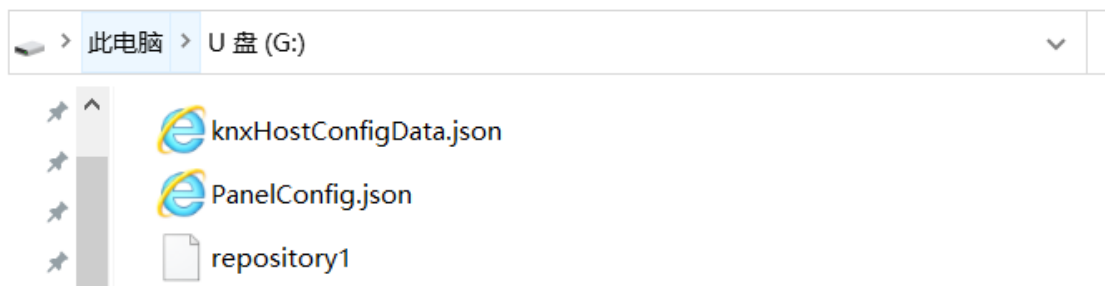 此电脑 > U 盘 (G:)
knxHostConfigData.json
PanelConfig.json
repository1